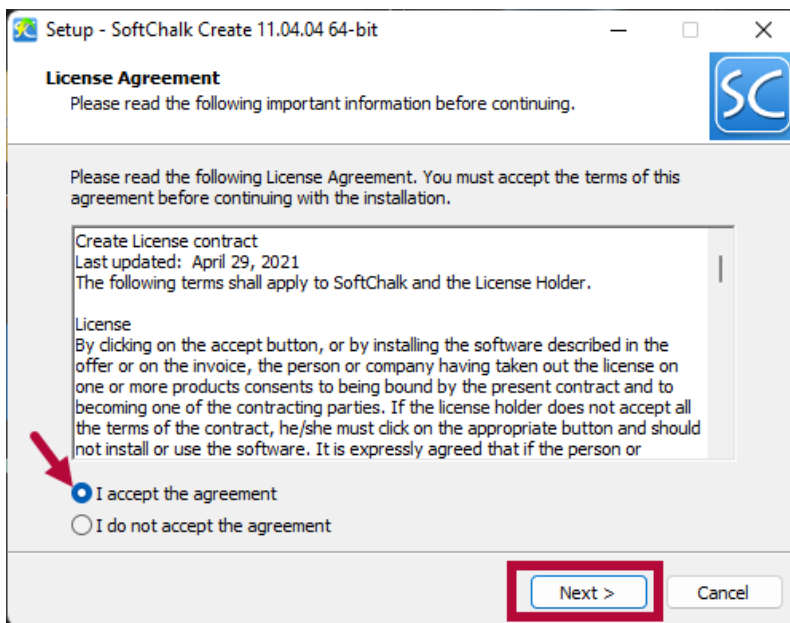 Setup - SoftChalk Create 11.04.04 64-bit
License Agreement
Please read the following important information before continuing.
SC
Please read the following License Agreement. You must accept the terms of this
agreement before continuing with the installation.
Create License contract
Last updated:  April 29, 2021
The following terms shall apply to SoftChalk and the License Holder.
License
By clicking on the accept button, or by installing the software described in the
offer or on the invoice, the person or company having taken out the license on
one or more products consents to being bound by the present contract and to
becoming one of the contracting parties. If the license holder does not accept all
the terms of the contract, he/she must click on the appropriate button and should
not install or use the software. It is expressly agreed that if the person or
I accept the agreement
I do not accept the agreement
Next >
Cancel